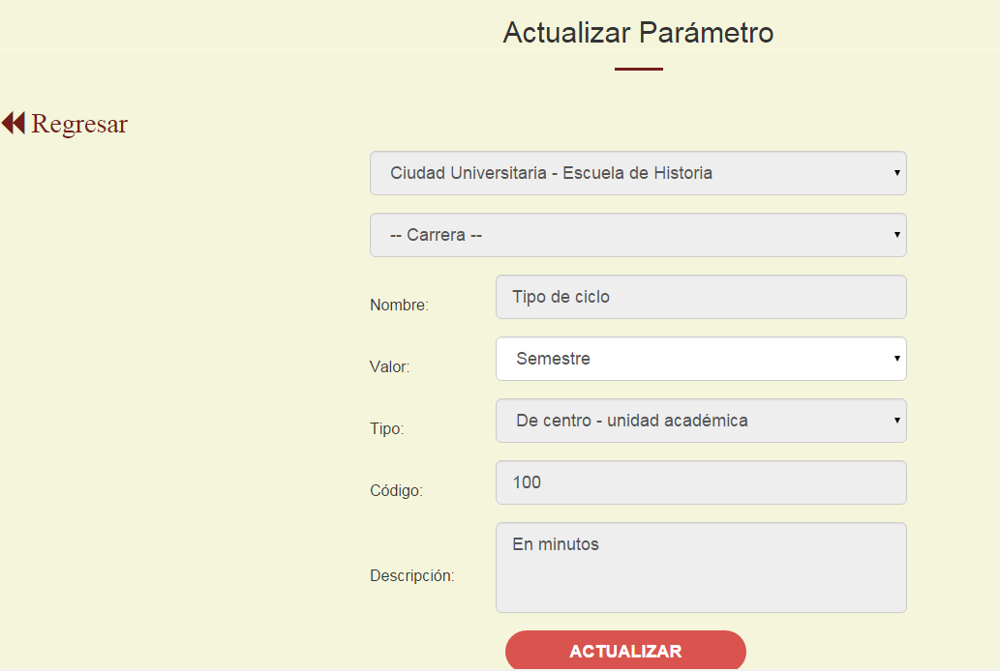 Actualizar Parámetro
Regresar
Ciudad Universitaria - Escuela de Historia
-- Carrera --
Nombre: Tipo de ciclo
Valor: Semestre
Tipo: De centro - unidad académica
Código: 100
Descripción: En minutos
ACTUALIZAR